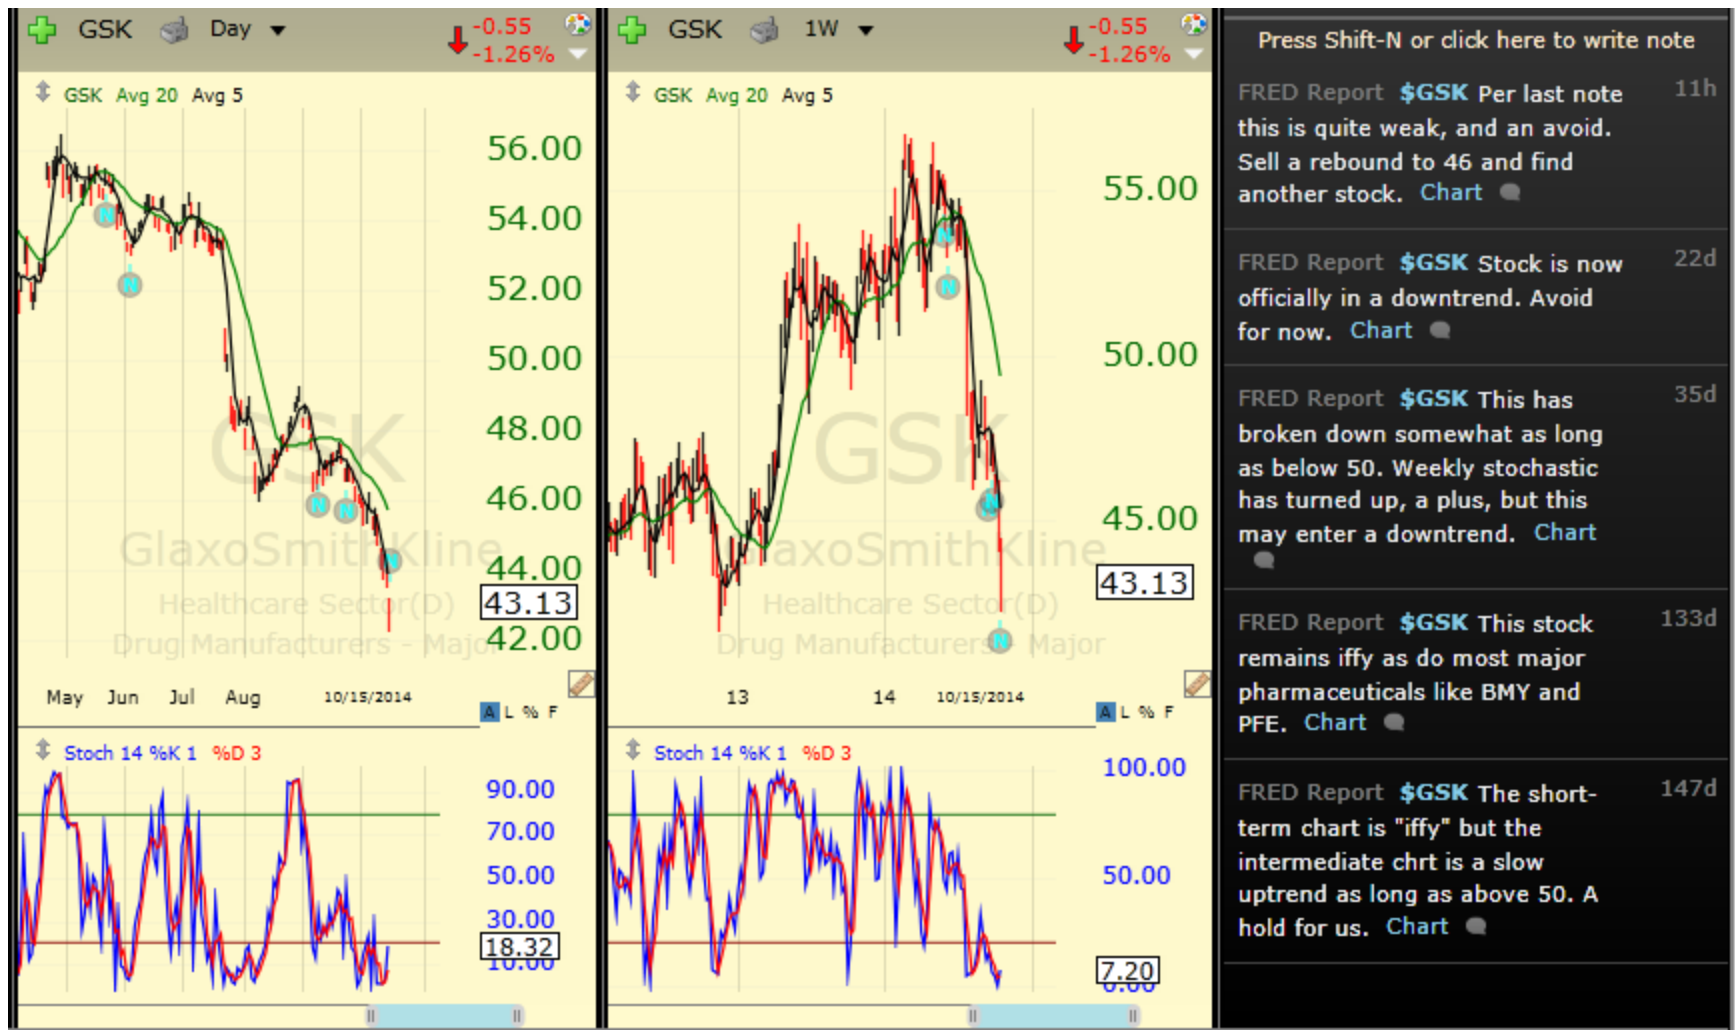 GSK Day -0.55
-1.26%
GSK Avg 20 Avg 5
56.00
54.00
52.00
50.00
48.00
46.00
44.00
43.13
42.00
N
N
N
N
N
GSK
GlaxoSmithKline
Healthcare Sector(D)
Drug Manufacturers - Major
May Jun Jul Aug 10/15/2014
A L % F
Stoch 14 %K 1 %D 3
90.00
70.00
50.00
30.00
18.32
10.00
GSK 1W -0.55
-1.26%
GSK Avg 20 Avg 5
55.00
50.00
45.00
43.13
N
N
N
N
N
GSK
GlaxoSmithKline
Healthcare Sector(D)
Drug Manufacturers - Major
13 14 10/15/2014
A L % F
Stoch 14 %K 1 %D 3
100.00
50.00
7.20
0.00
Press Shift-N or click here to write note
FRED Report $GSK Per last note 11h
this is quite weak, and an avoid.
Sell a rebound to 46 and find
another stock. Chart
FRED Report $GSK Stock is now 22d
officially in a downtrend. Avoid
for now. Chart
FRED Report $GSK This has 35d
broken down somewhat as long
as below 50. Weekly stochastic
has turned up, a plus, but this
may enter a downtrend. Chart
FRED Report $GSK This stock 133d
remains iffy as do most major
pharmaceuticals like BMY and
PFE. Chart
FRED Report $GSK The short- 147d
term chart is "iffy" but the
intermediate chrt is a slow
uptrend as long as above 50. A
hold for us. Chart